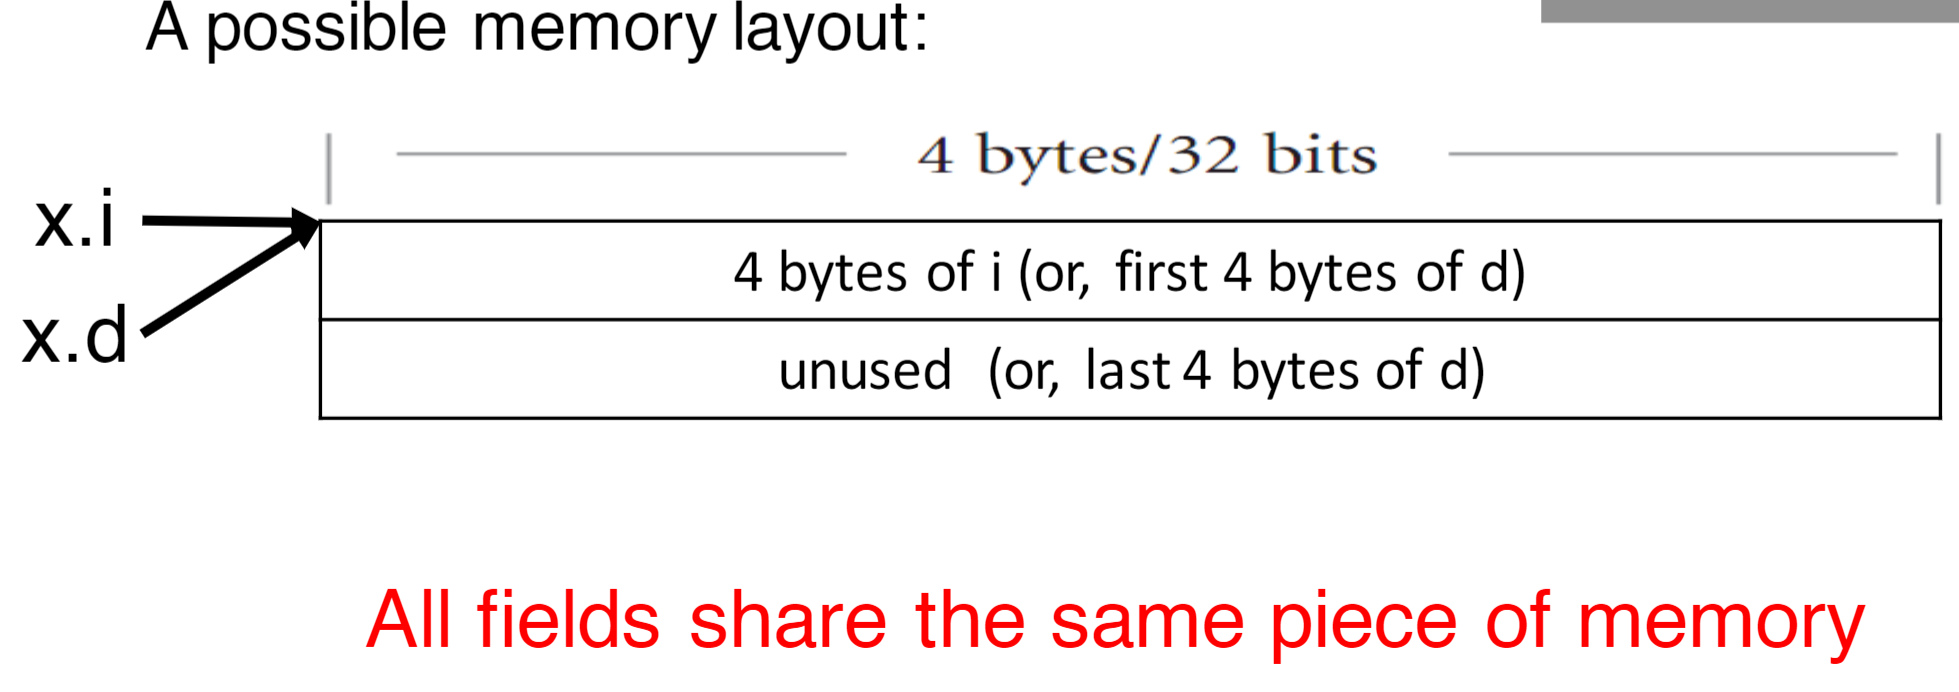 A possible memory layout:
4 bytes/32 bits
x.i
4 bytes of i (or, first 4 bytes of d)
x.d
unused (or, last 4 bytes of d)
All fields share the same piece of memory